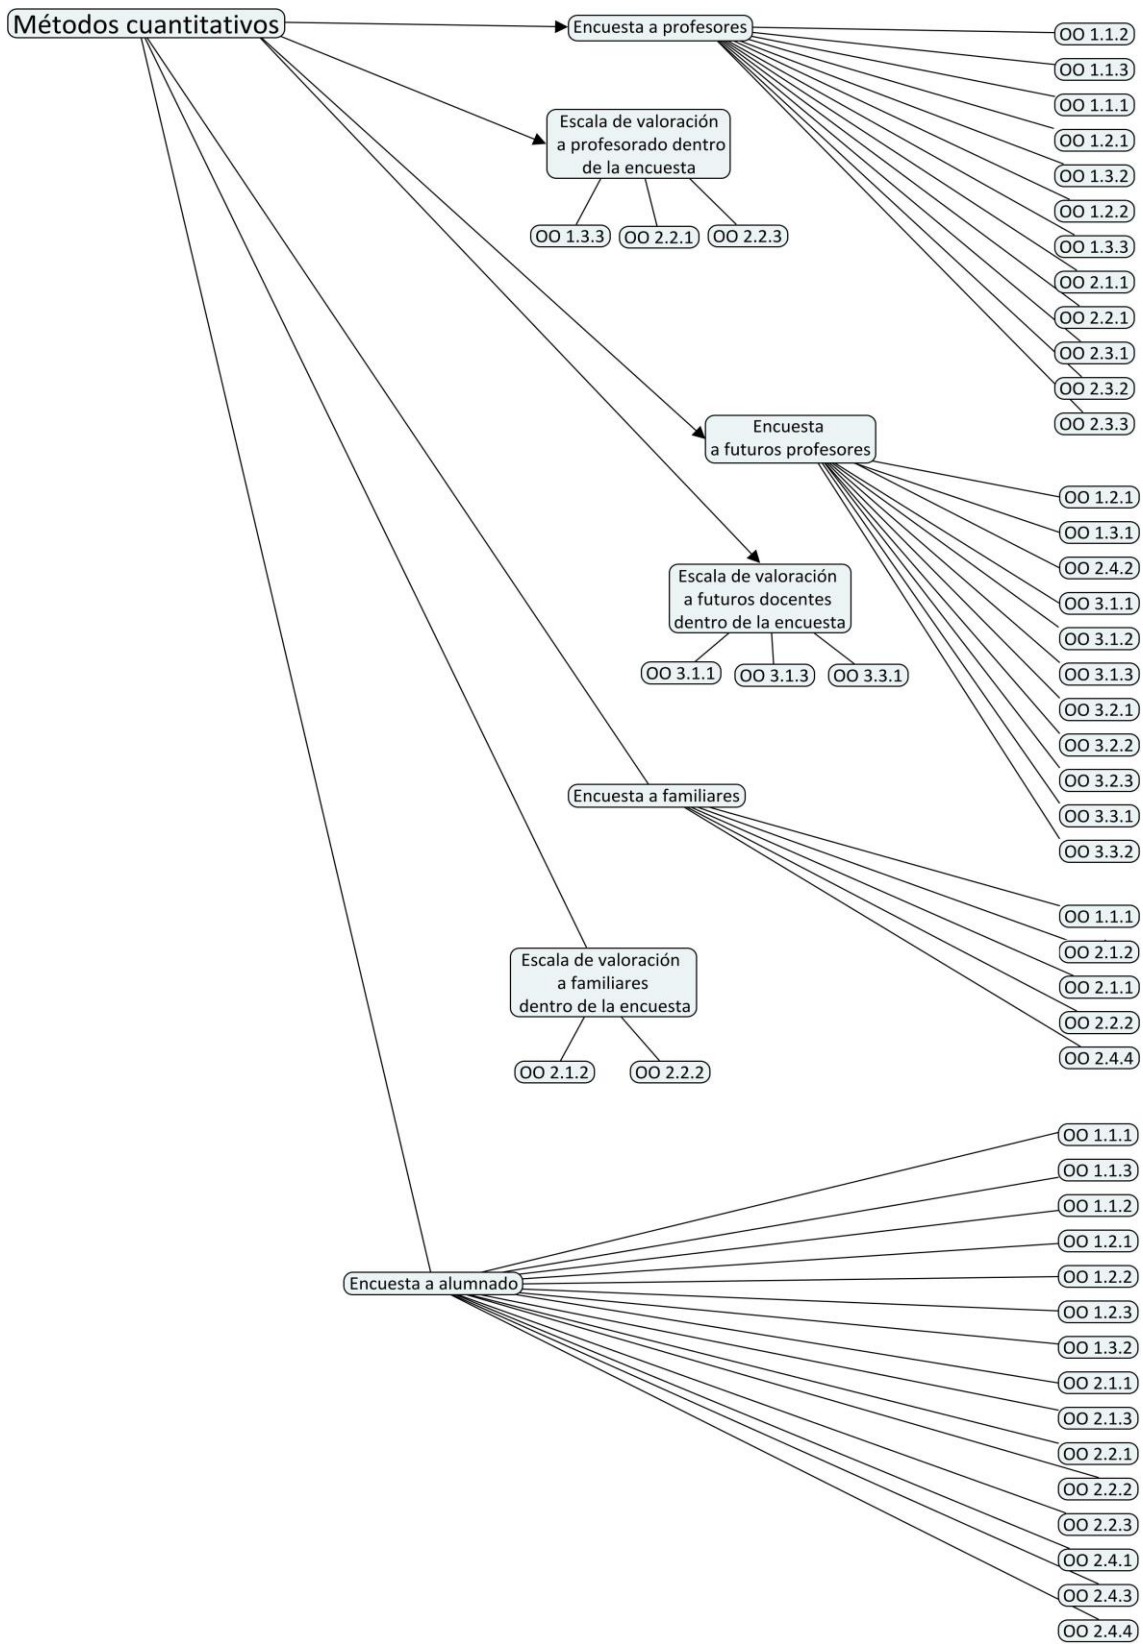 Métodos cuantitativos
Encuesta a profesores
OO 1.1.2
OO 1.1.3
OO 1.1.1
OO 1.2.1
OO 1.3.2
OO 1.2.2
OO 1.3.3
OO 2.1.1
OO 2.2.1
OO 2.3.1
OO 2.3.2
OO 2.3.3
Escala de valoración
a profesorado dentro
de la encuesta
OO 1.3.3
OO 2.2.1
OO 2.2.3
Encuesta
a futuros profesores
OO 1.2.1
OO 1.3.1
OO 2.4.2
OO 3.1.1
OO 3.1.2
OO 3.1.3
OO 3.2.1
OO 3.2.2
OO 3.2.3
OO 3.3.1
OO 3.3.2
Escala de valoración
a futuros docentes
dentro de la encuesta
OO 3.1.1
OO 3.1.3
OO 3.3.1
Encuesta a familiares
OO 1.1.1
OO 2.1.2
OO 2.1.1
OO 2.2.2
OO 2.4.4
Escala de valoración
a familiares
dentro de la encuesta
OO 2.1.2
OO 2.2.2
Encuesta a alumnado
OO 1.1.1
OO 1.1.3
OO 1.1.2
OO 1.2.1
OO 1.2.2
OO 1.2.3
OO 1.3.2
OO 2.1.1
OO 2.1.3
OO 2.2.1
OO 2.2.2
OO 2.2.3
OO 2.4.1
OO 2.4.3
OO 2.4.4